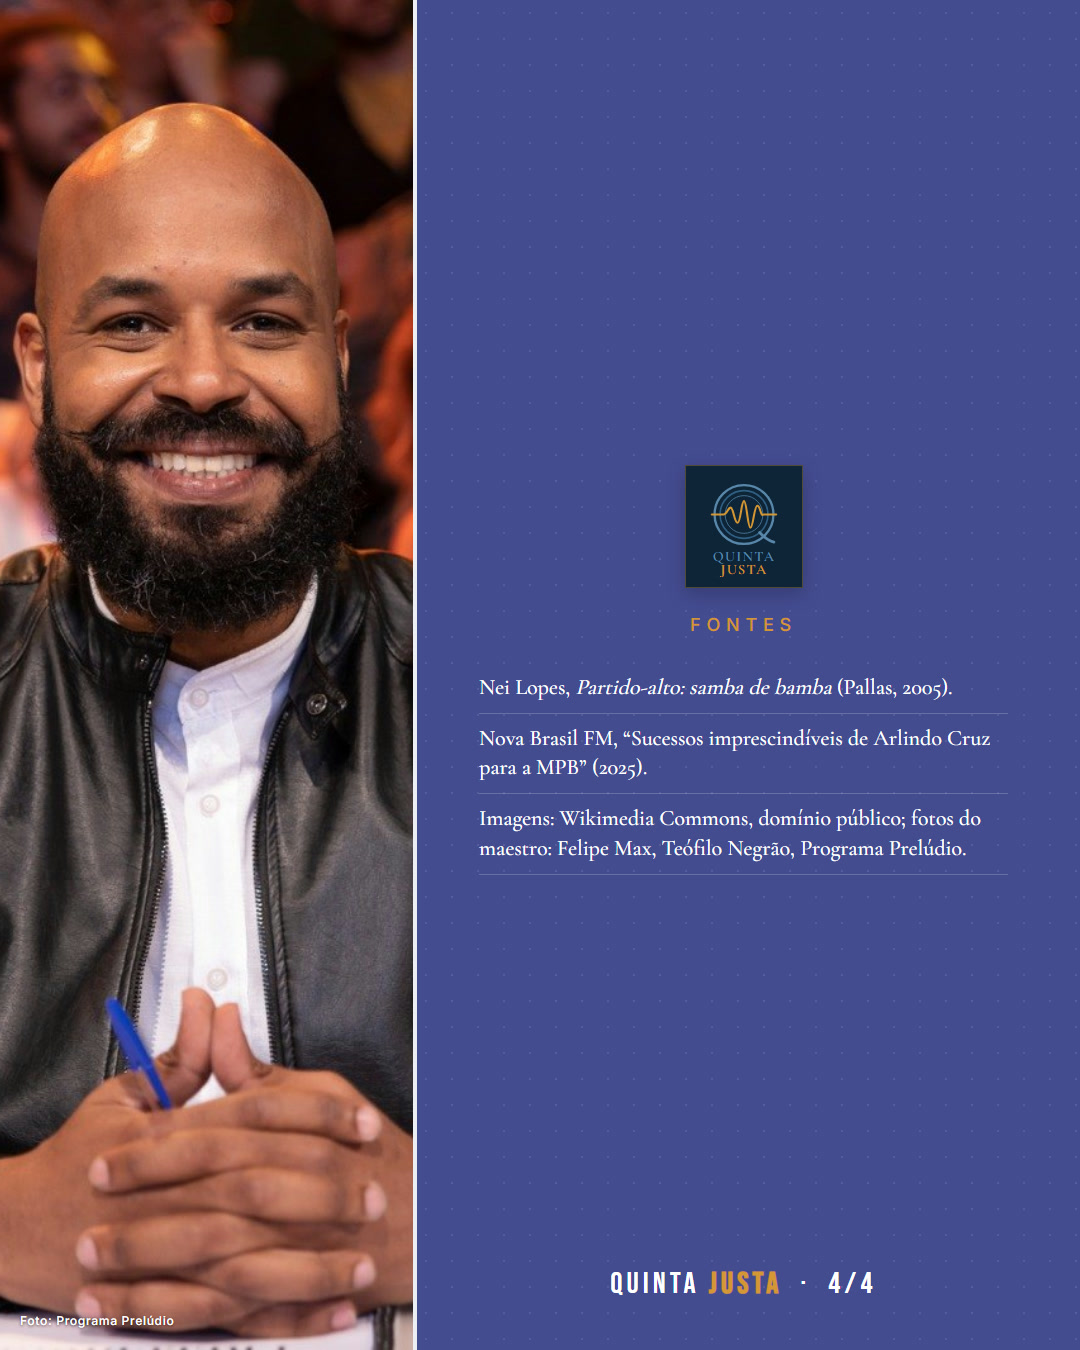 QUINTA
JUSTA
FONTES
Nei Lopes, Partido-alto: samba de bamba (Pallas, 2005).
Nova Brasil FM, “Sucessos imprescindíveis de Arlindo Cruz
para a MPB” (2025).
Imagens: Wikimedia Commons, domínio público; fotos do
maestro: Felipe Max, Teófilo Negrão, Programa Prelúdio.
Foto: Programa Prelúdio
QUINTA JUSTA · 4/4